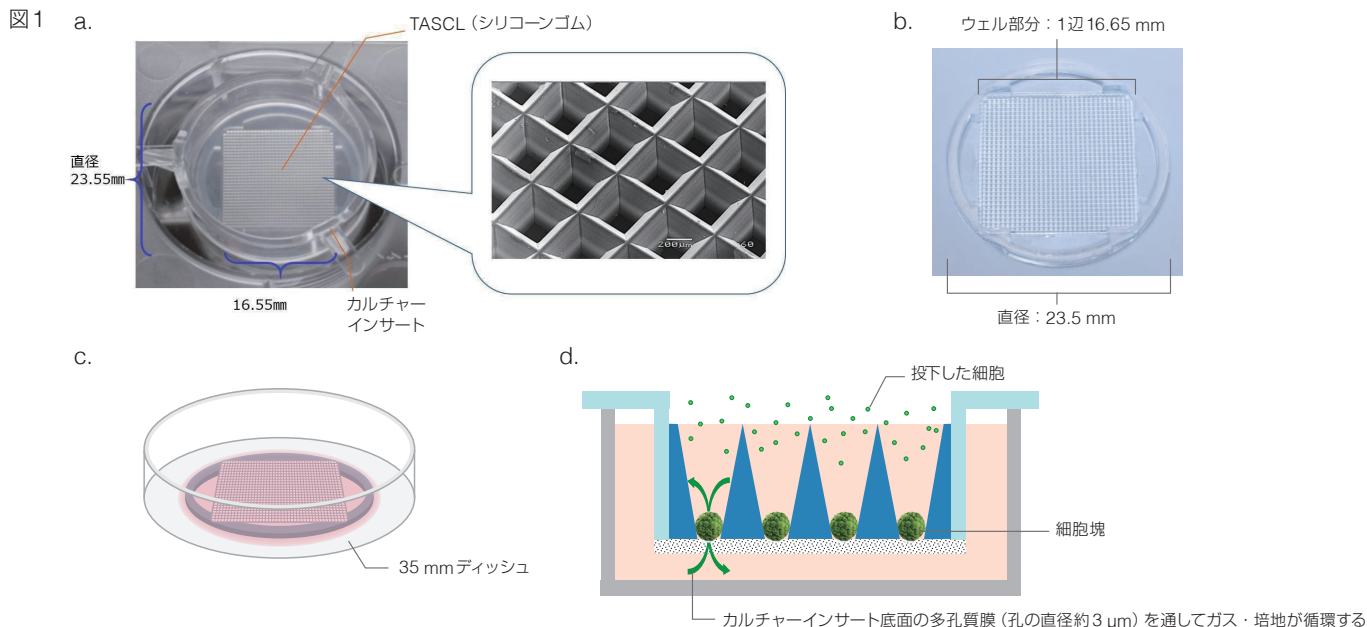 図1
a.
TASCL（シリコーンゴム）
直径
23.55mm
16.55mm
カルチャー
インサート
200μm
60
b.
ウェル部分：1辺16.65 mm
直径：23.5 mm
c.
35 mmディッシュ
d.
投下した細胞
細胞塊
カルチャーインサート底面の多孔質膜（孔の直径約3 µm）を通してガス・培地が循環する